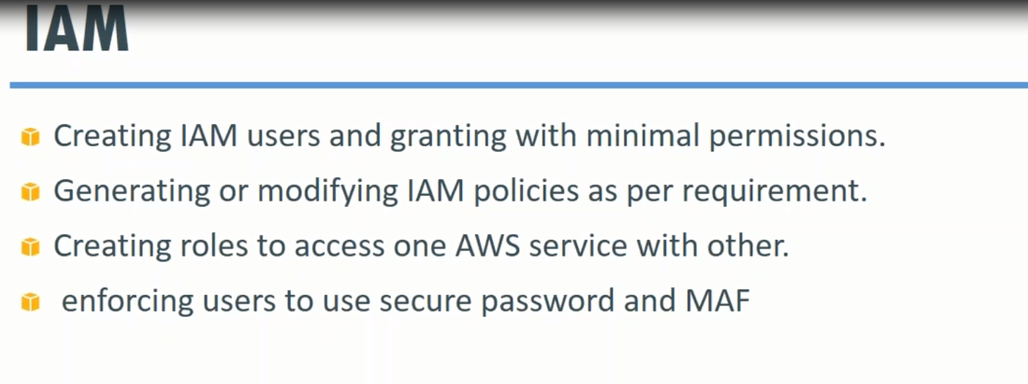 IAM
Creating IAM users and granting with minimal permissions.
Generating or modifying IAM policies as per requirement.
Creating roles to access one AWS service with other.
enforcing users to use secure password and MAF